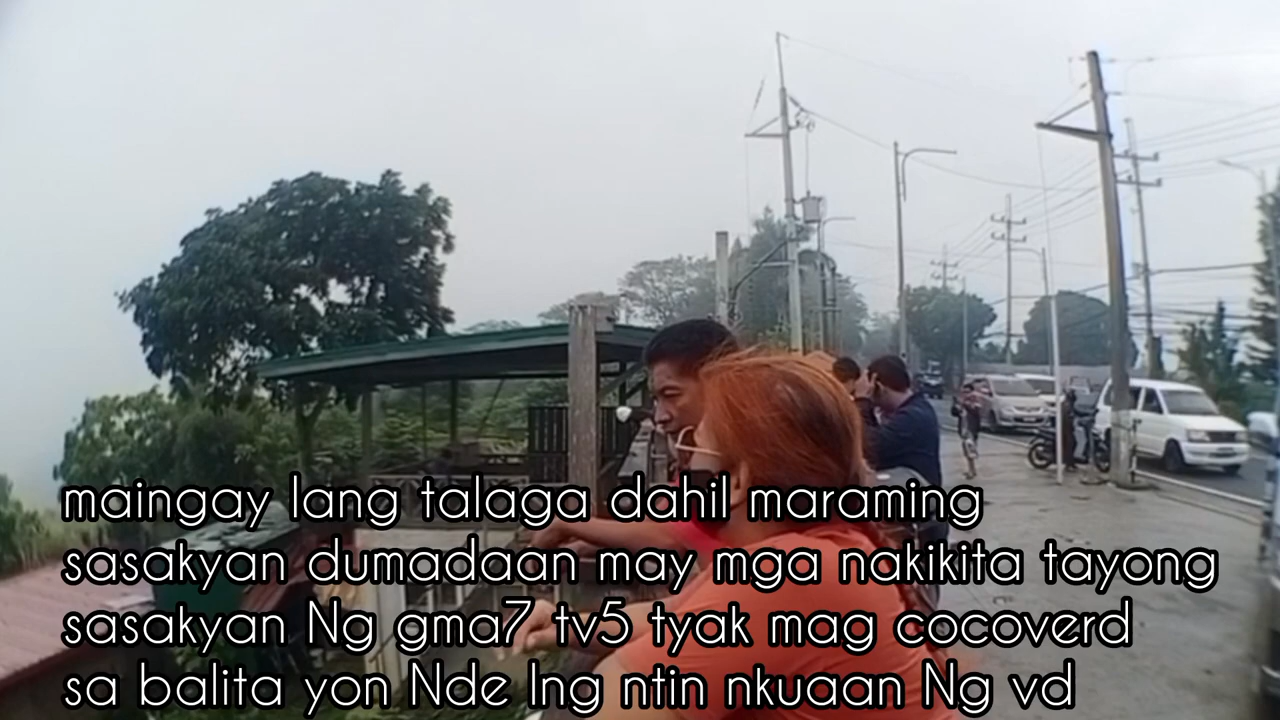 maingay lang talaga dahil maraming
sasakyan dumadaan may mga nakikita tayong
sasakyan Ng gma7 tv5 tyak mag cocoverd
sa balita yon Nde lng ntin nkuaan Ng vd